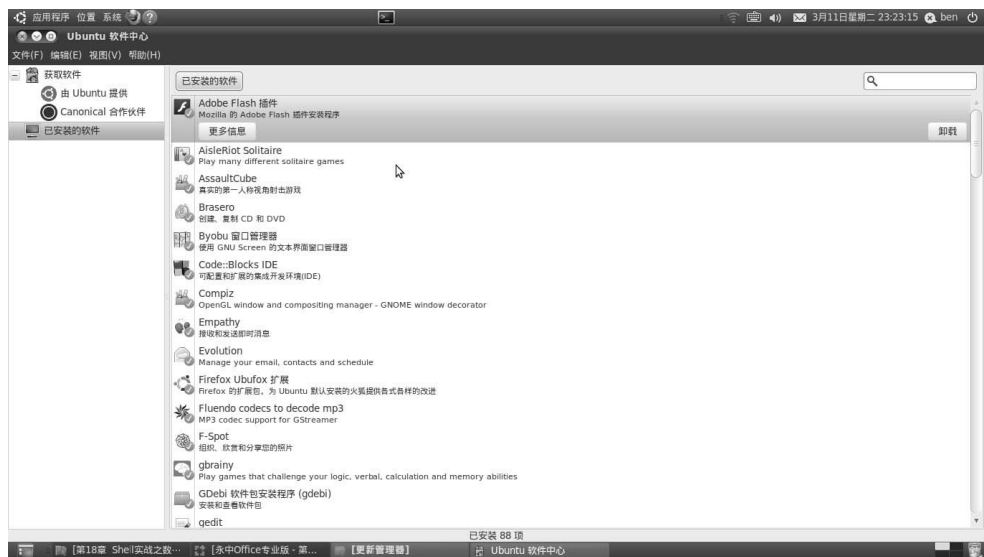 应用程序 位置 系统
3月11日星期二 23:23:15 ben
Ubuntu 软件中心
文件(F) 编辑(E) 视图(V) 帮助(H)
获取软件
由 Ubuntu 提供
Canonical 合作伙伴
已安装的软件
已安装的软件
Adobe Flash 插件
Mozilla 的 Adobe Flash 插件安装程序
更多信息
卸载
AisleRiot Solitaire
Play many different solitaire games
AssaultCube
真实的第一人称视角射击游戏
Brasero
创建、复制 CD 和 DVD
Byobu 窗口管理器
使用 GNU Screen 的文本界面窗口管理器
Code::Blocks IDE
可配置和扩展的集成开发环境(IDE)
Compiz
OpenGL window and compositing manager - GNOME window decorator
Empathy
接收和发送即时消息
Evolution
Manage your email, contacts and schedule
Firefox Ubufox 扩展
Firefox 的扩展包，为 Ubuntu 默认安装的火狐提供各式各样的改进
Fluendo codecs to decode mp3
MP3 codec support for GStreamer
F-Spot
组织、欣赏和分享您的照片
gbrainy
Play games that challenge your logic, verbal, calculation and memory abilities
GDebi 软件包安装程序 (gdebi)
安装和查看软件包
gedit
已安装 88 项
[第18章 Shell实战之数… [永中Office专业版 - 第… [更新管理器] Ubuntu 软件中心